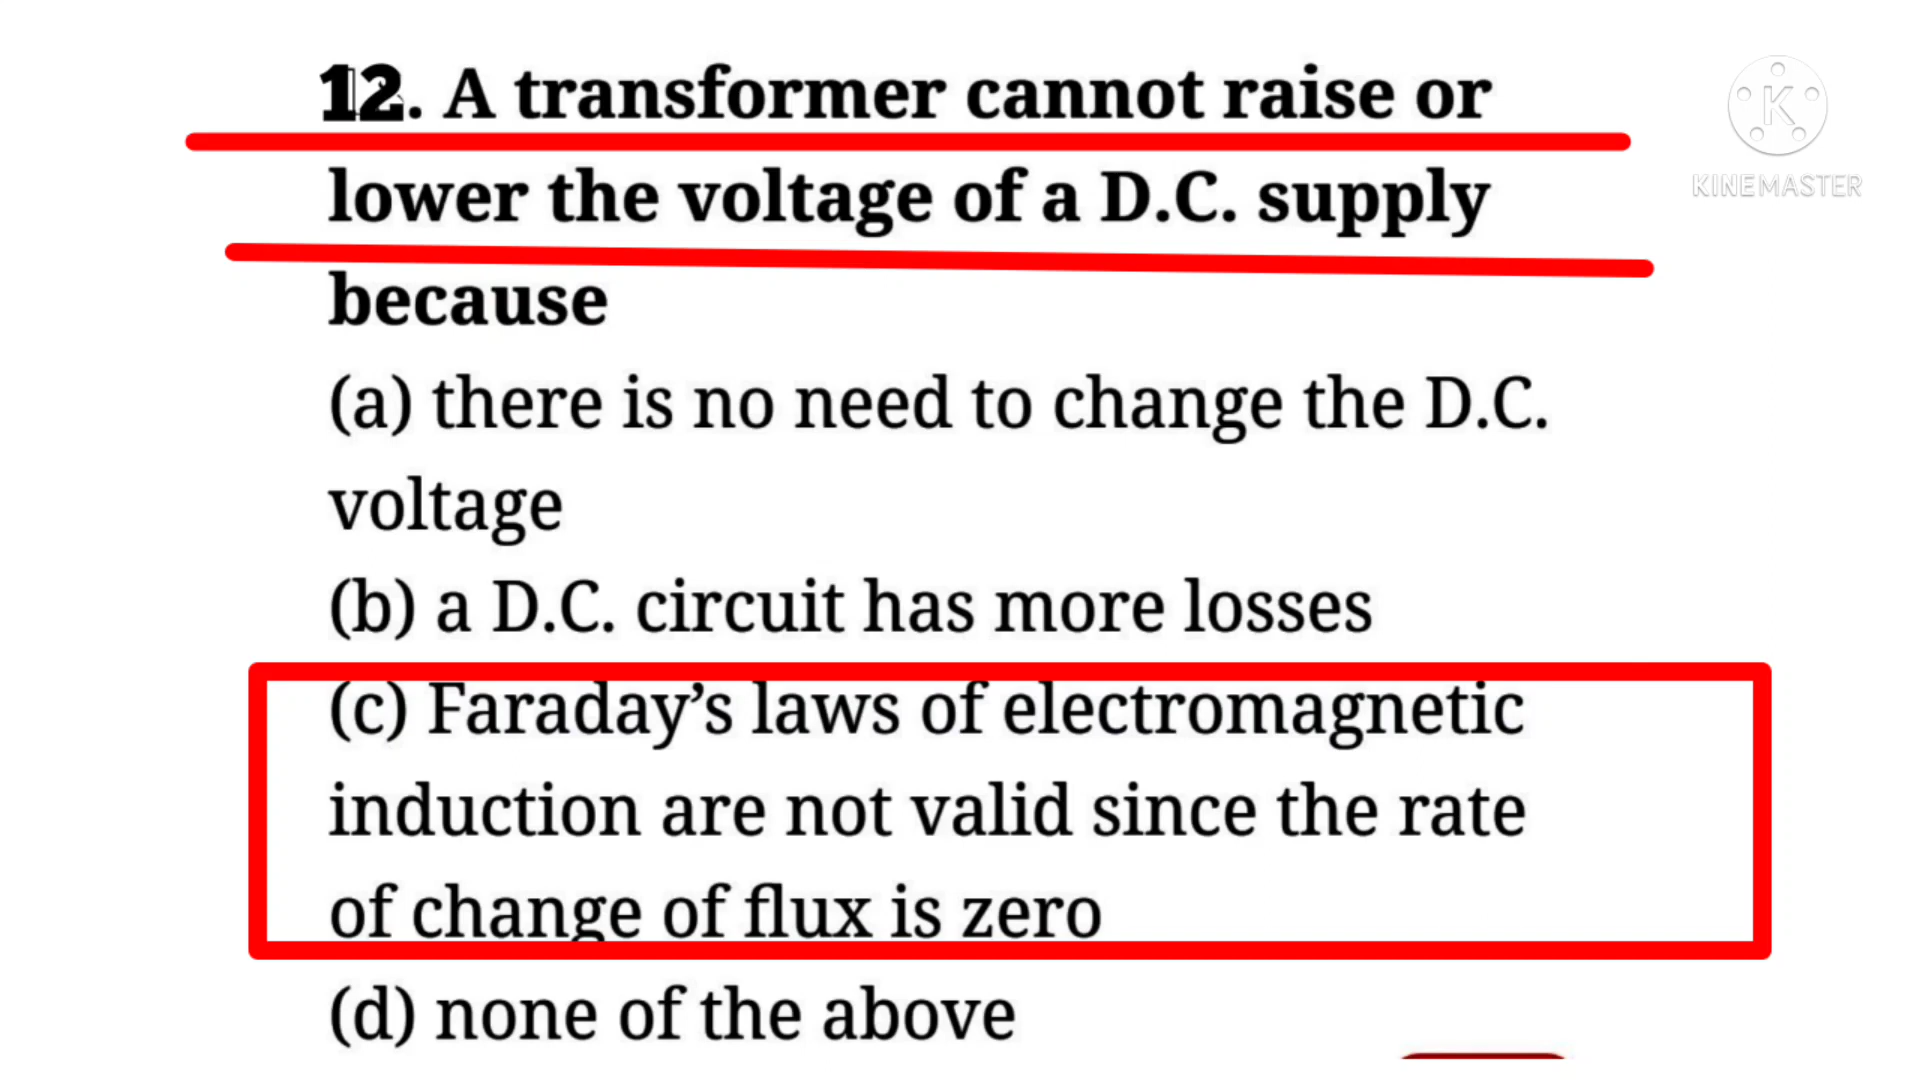 12. A transformer cannot raise or
lower the voltage of a D.C. supply
because
(a) there is no need to change the D.C.
voltage
(b) a D.C. circuit has more losses
(c) Faraday’s laws of electromagnetic
induction are not valid since the rate
of change of flux is zero
(d) none of the above
K
KINEMASTER